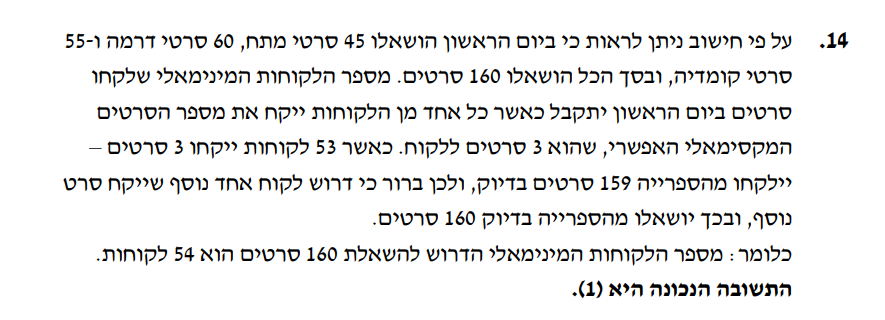 14. על פי חישוב ניתן לראות כי ביום הראשון הושאלו 45 סרטי מתח, 60 סרטי דרמה ו-55
סרטי קומדיה, ובסך הכל הושאלו 160 סרטים. מספר הלקוחות המינימאלי שלקחו
סרטים ביום הראשון יתקבל כאשר כל אחד מן הלקוחות ייקח את מספר הסרטים
המקסימאלי האפשרי, שהוא 3 סרטים ללקוח. כאשר 53 לקוחות ייקחו 3 סרטים –
יילקחו מהספרייה 159 סרטים בדיוק, ולכן ברור כי דרוש לקוח אחד נוסף שייקח סרט
נוסף, ובכך יושאלו מהספרייה בדיוק 160 סרטים.
כלומר: מספר הלקוחות המינימאלי הדרוש להשאלת 160 סרטים הוא 54 לקוחות.
התשובה הנכונה היא (1).